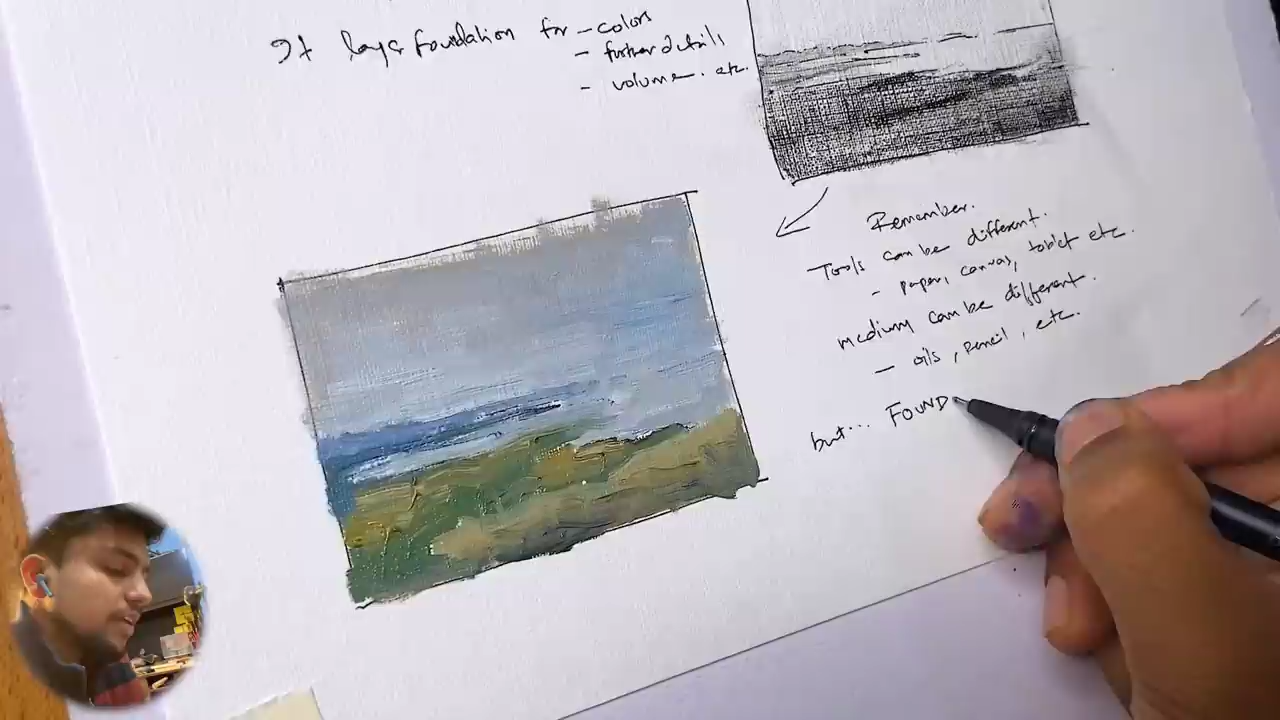 It lays foundation for - colors
- further details
- volume. etc.
Remember.
Tools can be different.
- paper, canvas, tablet etc.
medium can be different.
- oils, pencil, etc.
but... FOUND